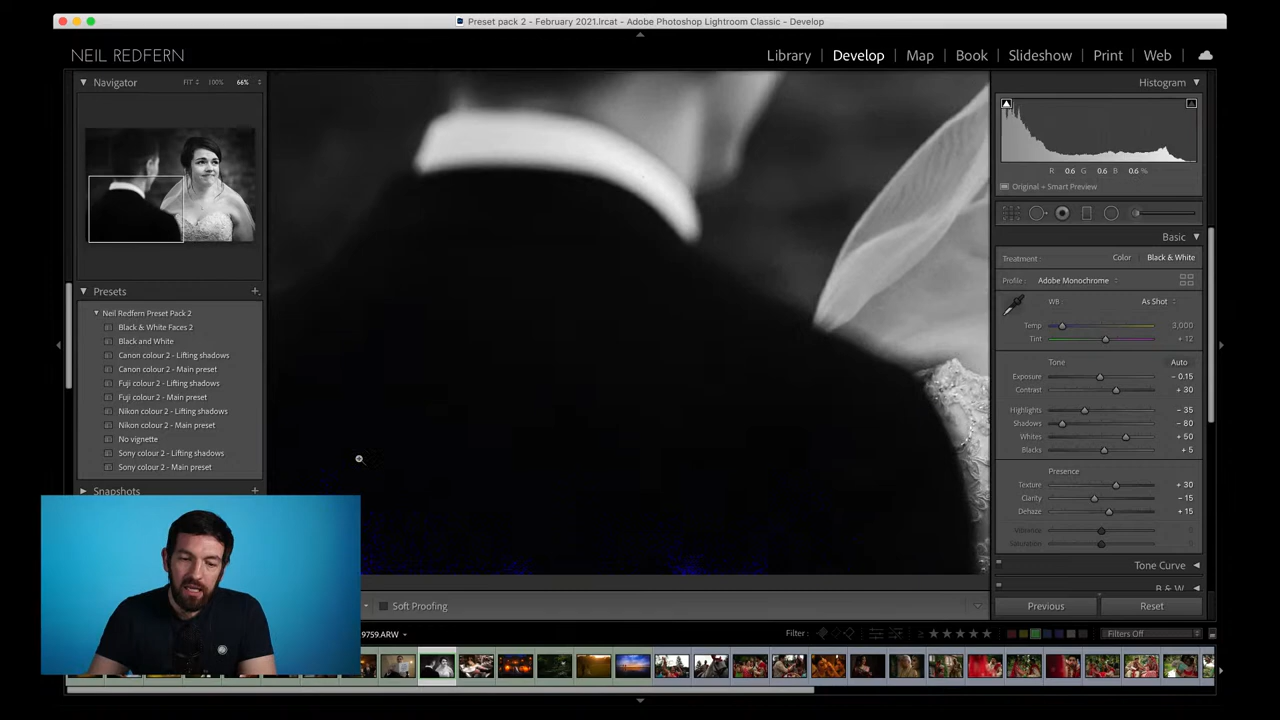 Preset pack 2 - February 2021.lrcat - Adobe Photoshop Lightroom Classic - Develop
NEIL REDFERN
Library | Develop | Map | Book | Slideshow | Print | Web
Navigator FIT 100% 66%
Histogram
R 0.6 G 0.6 B 0.6 %
Original + Smart Preview
Basic
Treatment: Color Black & White
Profile: Adobe Monochrome
WB: As Shot
Temp 3,000
Tint + 12
Tone Auto
Exposure - 0.15
Contrast + 30
Highlights - 35
Shadows - 80
Whites + 50
Blacks + 5
Presence
Texture + 30
Clarity - 15
Dehaze + 15
Vibrance
Saturation
Tone Curve
B & W
Previous Reset
Presets
Neil Redfern Preset Pack 2
Black & White Faces 2
Black and White
Canon colour 2 - Lifting shadows
Canon colour 2 - Main preset
Fuji colour 2 - Lifting shadows
Fuji colour 2 - Main preset
Nikon colour 2 - Lifting shadows
Nikon colour 2 - Main preset
No vignette
Sony colour 2 - Lifting shadows
Sony colour 2 - Main preset
Snapshots
Soft Proofing
9759.ARW
Filter: Filters Off